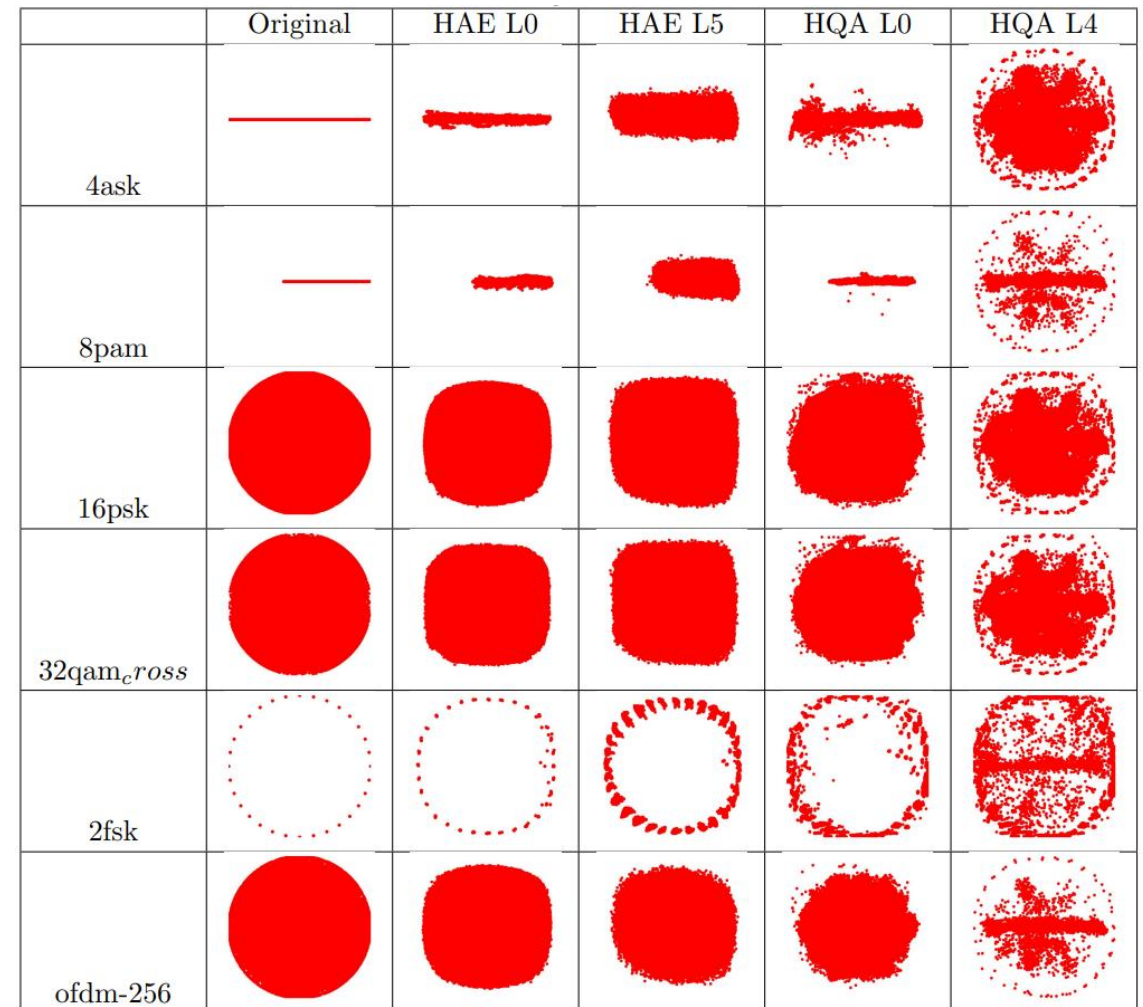 Original HAE L0 HAE L5 HQA L0 HQA L4
4ask
8pam
16psk
32qam_cross
2fsk
ofdm-256